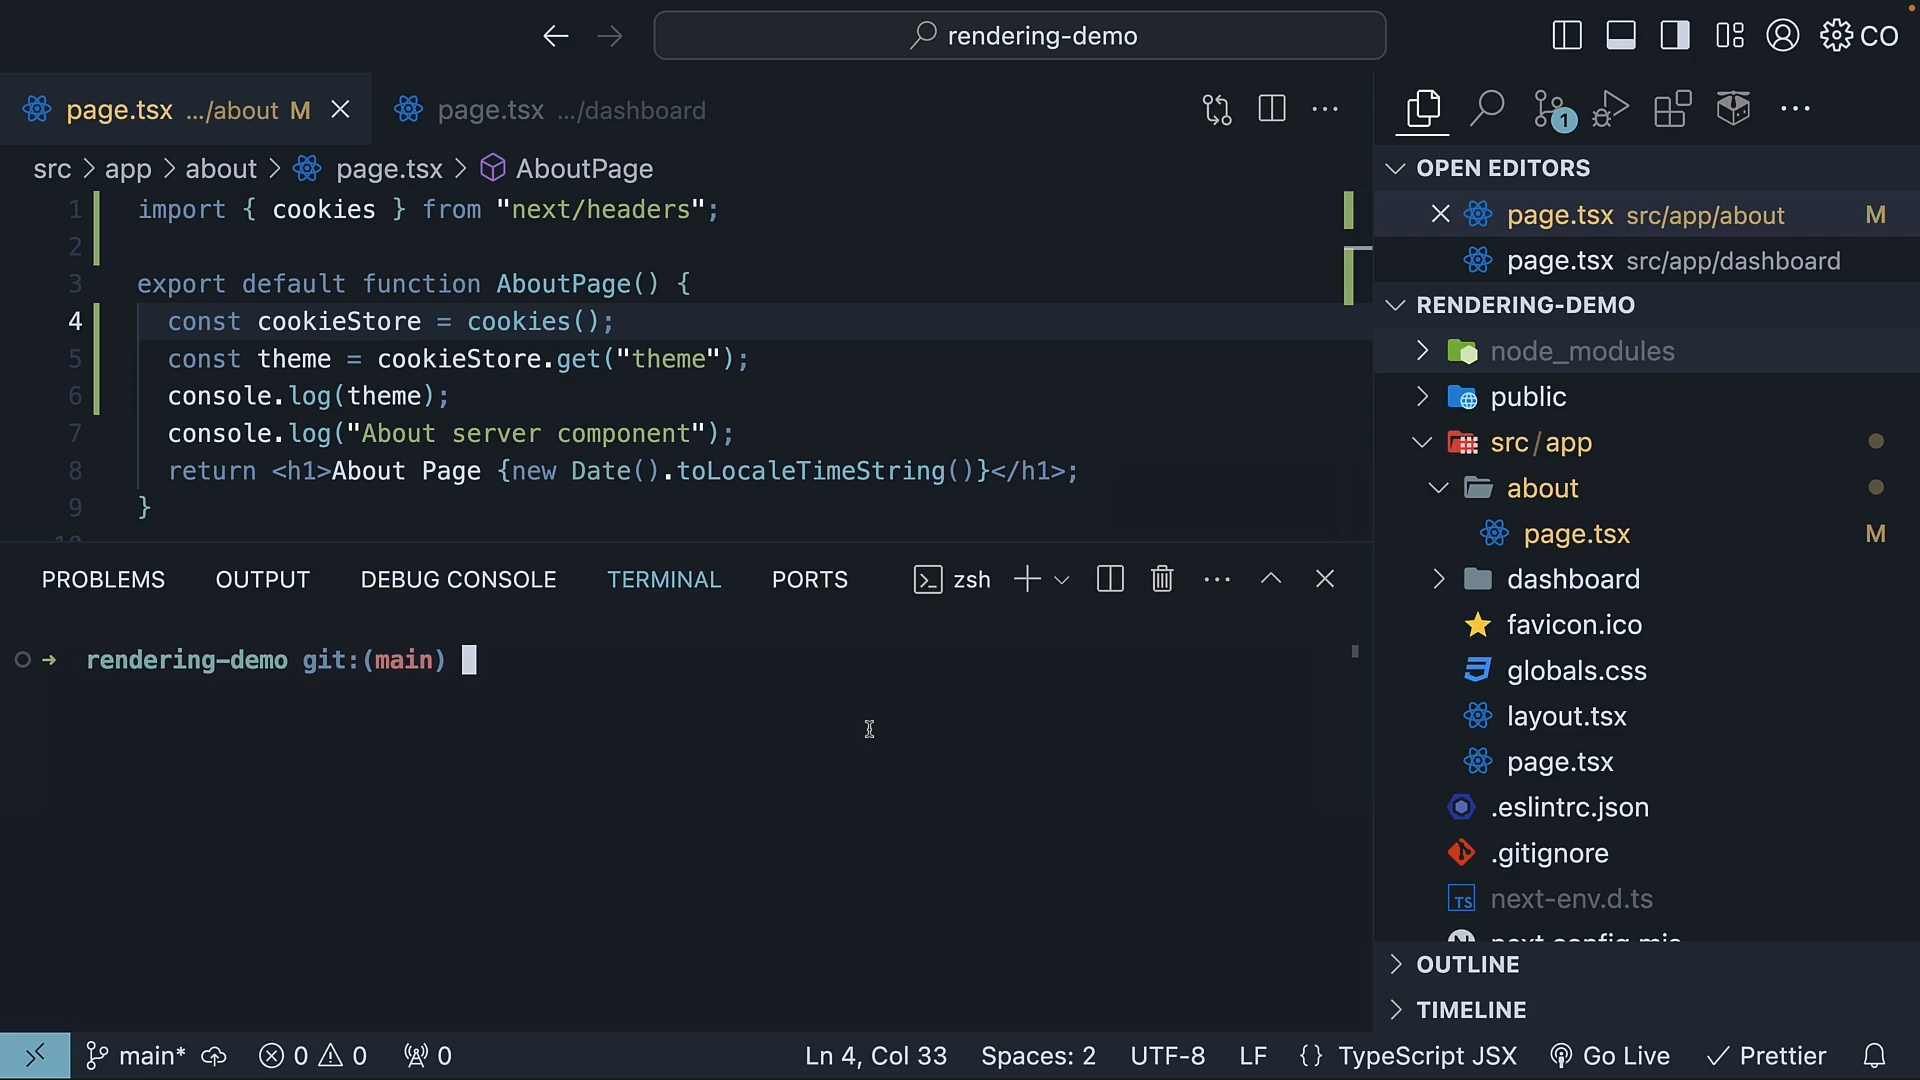 rendering-demo
CO
page.tsx .../about M
page.tsx .../dashboard
src > app > about > page.tsx > AboutPage
1 import { cookies } from "next/headers";
2
3 export default function AboutPage() {
4 const cookieStore = cookies();
5 const theme = cookieStore.get("theme");
6 console.log(theme);
7 console.log("About server component");
8 return <h1>About Page {new Date().toLocaleTimeString()}</h1>;
9 }
10
PROBLEMS OUTPUT DEBUG CONSOLE TERMINAL PORTS zsh
rendering-demo git:(main)
1
OPEN EDITORS
page.tsx src/app/about M
page.tsx src/app/dashboard
RENDERING-DEMO
node_modules
public
src/app
about
page.tsx M
dashboard
favicon.ico
globals.css
layout.tsx
page.tsx
.eslintrc.json
.gitignore
TS next-env.d.ts
next.config.mjs
OUTLINE
TIMELINE
main* 0 0 0 Ln 4, Col 33 Spaces: 2 UTF-8 LF {} TypeScript JSX Go Live Prettier